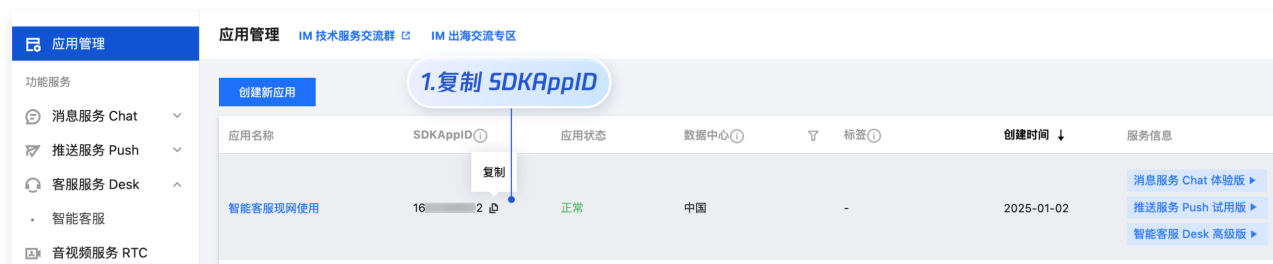 应用管理
功能服务
消息服务 Chat
推送服务 Push
客服服务 Desk
智能客服
音视频服务 RTC
应用管理 IM 技术服务交流群 IM 出海交流专区
创建新应用
1.复制 SDKAppID
应用名称 SDKAppID 应用状态 数据中心 标签 创建时间 ↓ 服务信息
复制
智能客服现网使用 16 2 正常 中国 - 2025-01-02
消息服务 Chat 体验版
推送服务 Push 试用版
智能客服 Desk 高级版